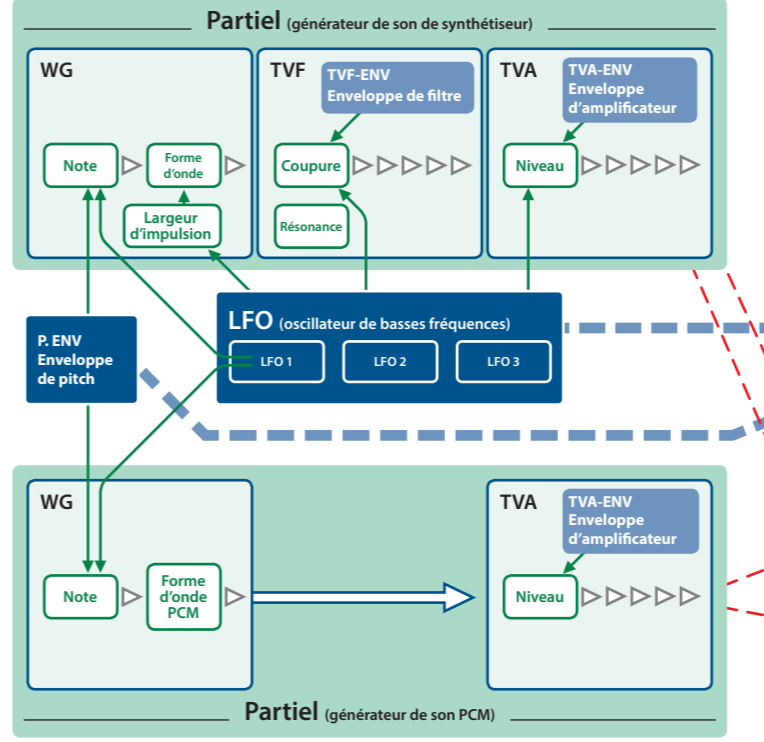 Partiel (générateur de son de synthétiseur)
WG
Note
Forme
d'onde
Largeur
d'impulsion
TVF
TVF-ENV
Enveloppe de filtre
Coupure
Résonance
TVA
TVA-ENV
Enveloppe
d'amplificateur
Niveau
P. ENV
Enveloppe
de pitch
LFO (oscillateur de basses fréquences)
LFO 1
LFO 2
LFO 3
WG
Note
Forme
d'onde
PCM
TVA
TVA-ENV
Enveloppe
d'amplificateur
Niveau
Partiel (générateur de son PCM)